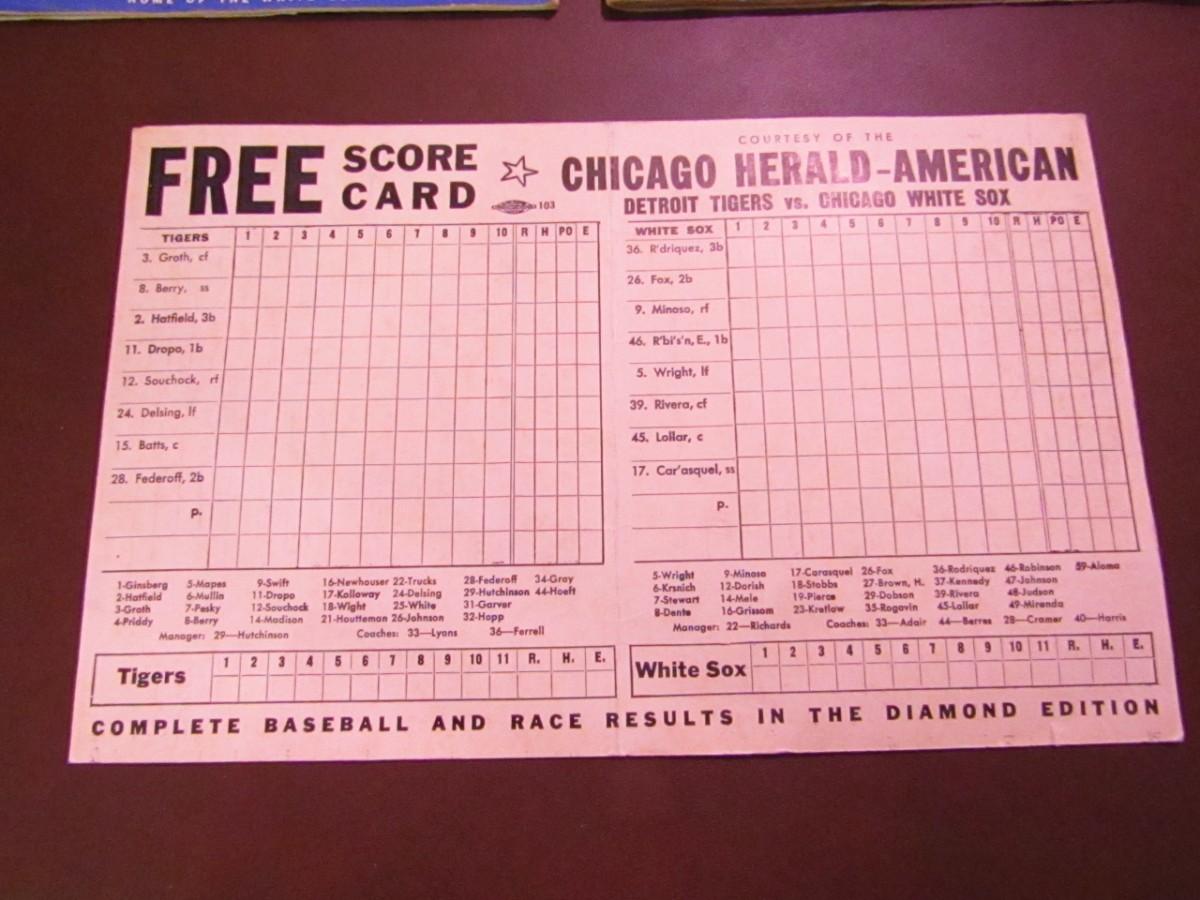 HOME OF THE WHITE
FREE SCORE CARD
103
COURTESY OF THE
CHICAGO HERALD-AMERICAN
DETROIT TIGERS vs. CHICAGO WHITE SOX
TIGERS 1 2 3 4 5 6 7 8 9 10 R H PO E
3. Groth, cf
8. Berry, ss
2. Hatfield, 3b
11. Dropo, 1b
12. Souchock, rf
24. Delsing, lf
15. Batts, c
28. Federoff, 2b
p.
WHITE SOX 1 2 3 4 5 6 7 8 9 10 R H PO E
36. R'driquez, 3b
26. Fox, 2b
9. Minoso, rf
46. R'bi's'n, E., 1b
5. Wright, lf
39. Rivera, cf
45. Lollar, c
17. Car'asquel, ss
p.
1-Ginsberg 5-Mapes 9-Swift 16-Newhouser 22-Trucks 28-Federoff 34-Gray
2-Hatfield 6-Mullin 11-Dropo 17-Kolloway 24-Delsing 29-Hutchinson 44-Hoeft
3-Groth 7-Pesky 12-Souchock 18-Wight 25-White 31-Garver
4-Priddy 8-Berry 14-Madison 21-Houtteman 26-Johnson 32-Hopp
Manager: 29—Hutchinson Coaches: 33—Lyons 36—Ferrell
5-Wright 9-Minoso 17-Carasquel 26-Fox 36-Rodriquez 46-Robinson 59-Aloma
6-Krsnich 12-Dorish 18-Stobbs 27-Brown, H. 37-Kennedy 47-Johnson
7-Stewart 14-Mele 19-Pierce 29-Dobson 39-Rivera 48-Judson
8-Dente 16-Grissom 23-Kretlow 35-Rogovin 45-Lollar 49-Miranda
Manager: 22—Richards Coaches: 33—Adair 44—Berres 28—Cramer 40—Harris
Tigers 1 2 3 4 5 6 7 8 9 10 11 R. H. E.
White Sox 1 2 3 4 5 6 7 8 9 10 11 R. H. E.
COMPLETE BASEBALL AND RACE RESULTS IN THE DIAMOND EDITION